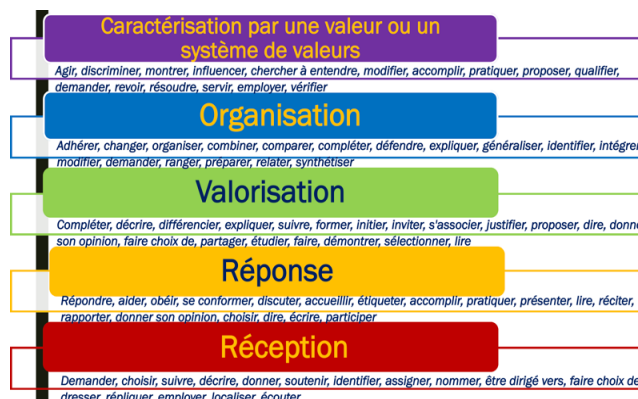 Caractérisation par une valeur ou un
système de valeurs
Agir, discriminer, montrer, influencer, chercher à entendre, modifier, accomplir, pratiquer, proposer, qualifier,
demander, revoir, résoudre, servir, employer, vérifier
Organisation
Adhérer, changer, organiser, combiner, comparer, compléter, défendre, expliquer, généraliser, identifier,
modifier, demander, ranger, préparer, relater, synthétiser
Valorisation
Compléter, décrire, différencier, expliquer, suivre, former, initier, inviter, s'associer, justifier, proposer, dire,
son opinion, faire choix de, partager, étudier, faire, démontrer, sélectionner, lire
Réponse
Répondre, aider, obéir, se conformer, discuter, accueillir, étiqueter, accomplir, pratiquer, présenter, lire, réciter,
rapporter, donner son opinion, choisir, dire, écrire, participer
Réception
Demander, choisir, suivre, décrire, donner, soutenir, identifier, assigner, nommer, être dirigé vers, faire choix de
dresser, répliquer, employer, localiser, écouter